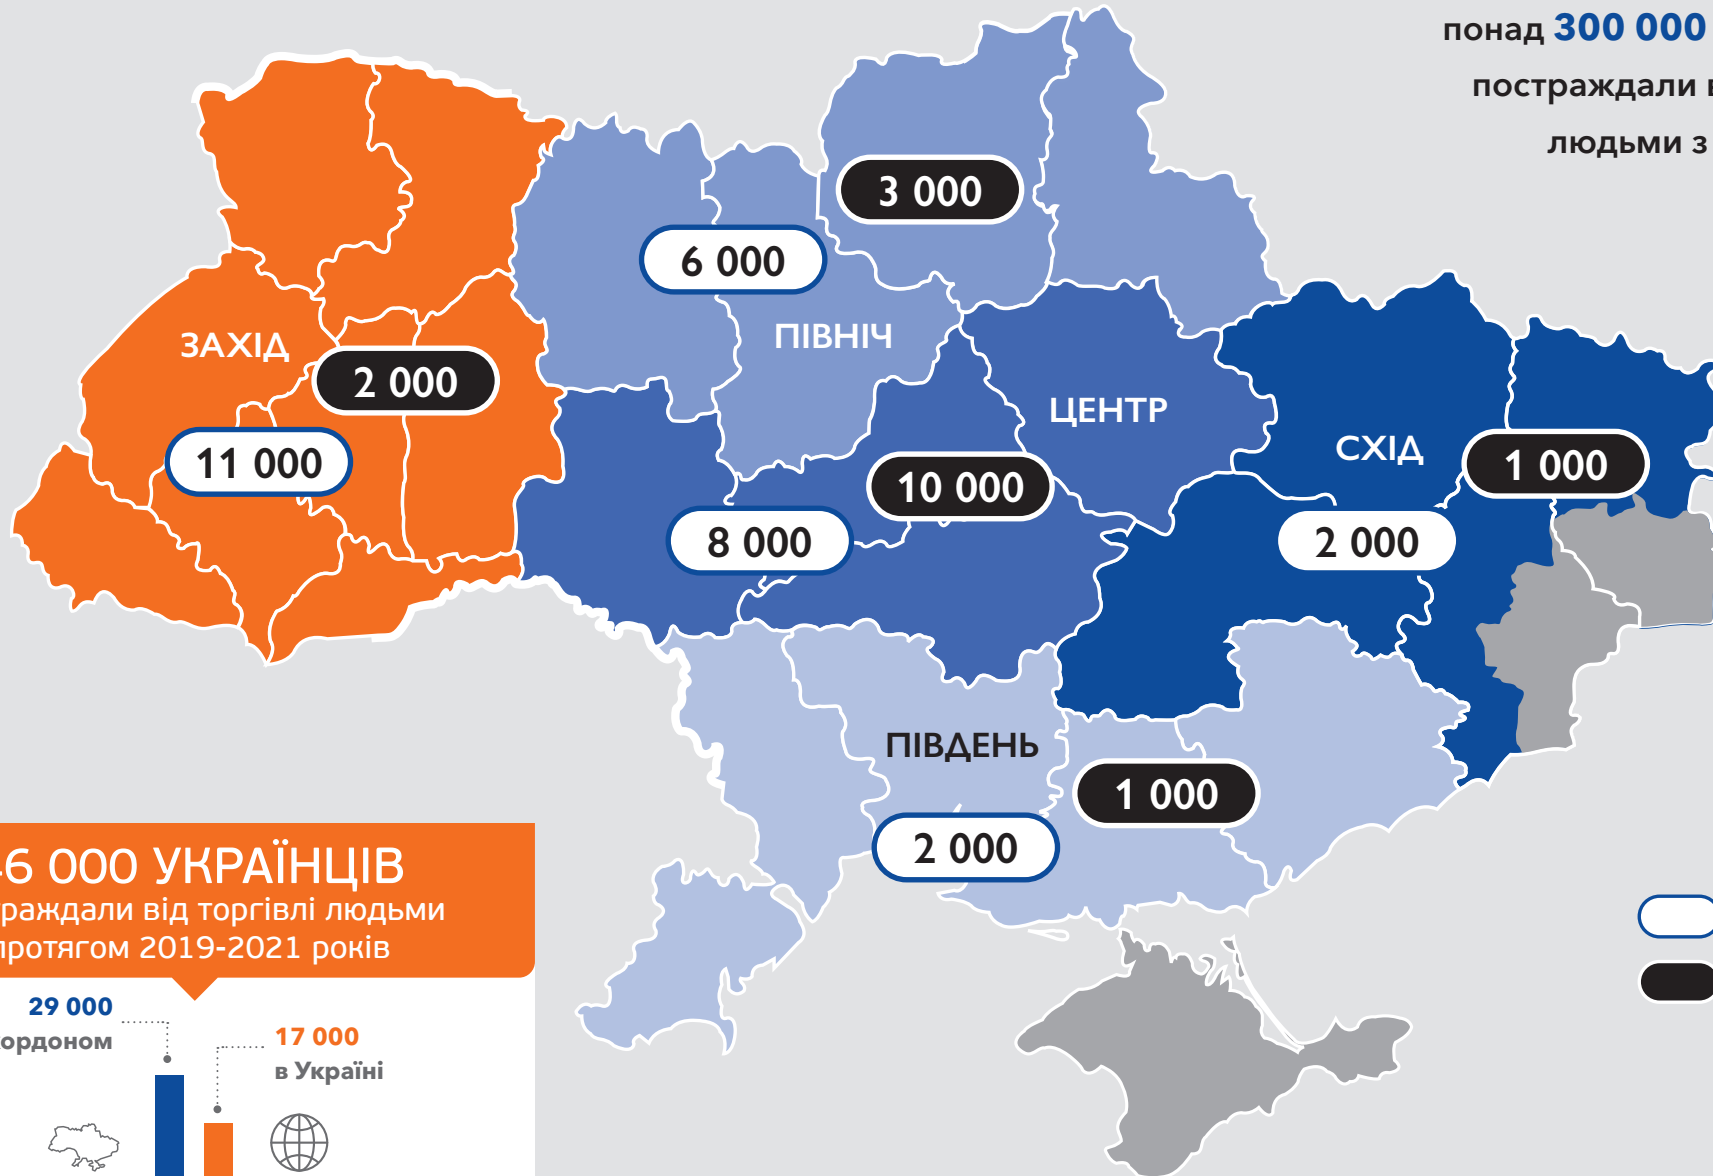 понад 300 000
постраждали
людьми з
3 000
6 000
ПІВНІЧ
ЗАХІД
2 000
ЦЕНТР
11 000
СХІД
1 000
10 000
8 000
2 000
ПІВДЕНЬ
1 000
2 000
6 000 УКРАЇНЦІВ
раждали від торгівлі людьми
протягом 2019-2021 років
29 000
ордоном
17 000
в Україні